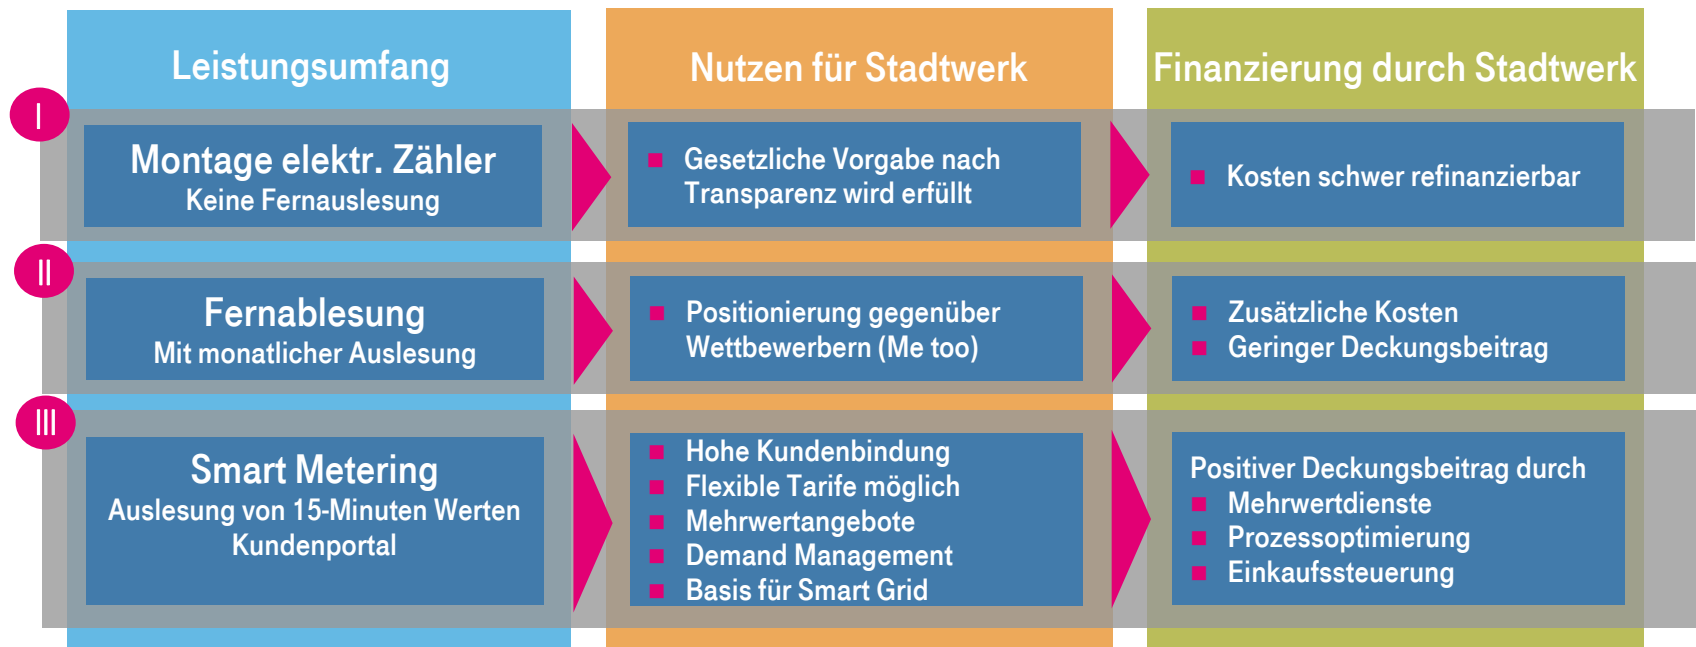 Leistungsumfang
Nutzen für Stadtwerk
Finanzierung durch Stadtwerk
I
Montage elektr. Zähler
Keine Fernauslesung
Gesetzliche Vorgabe nach
Transparenz wird erfüllt
Kosten schwer refinanzierbar
II
Fernablesung
Mit monatlicher Auslesung
Positionierung gegenüber
Wettbewerbern (Me too)
Zusätzliche Kosten
Geringer Deckungsbeitrag
III
Smart Metering
Auslesung von 15-Minuten Werten
Kundenportal
Hohe Kundenbindung
Flexible Tarife möglich
Mehrwertangebote
Demand Management
Basis für Smart Grid
Positiver Deckungsbeitrag durch
Mehrwertdienste
Prozessoptimierung
Einkaufssteuerung